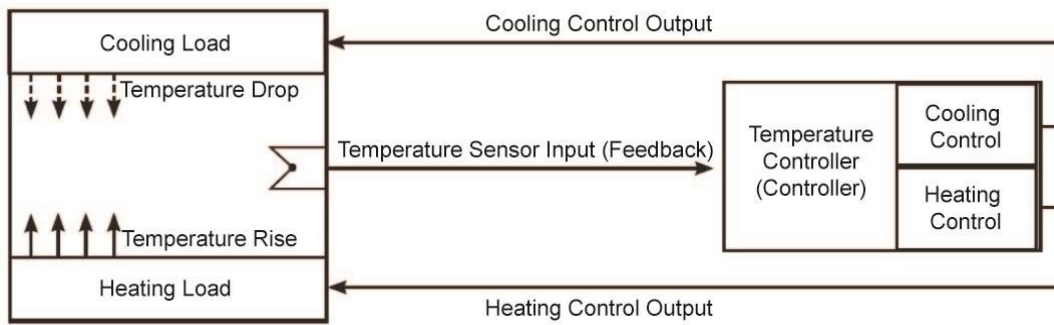 Cooling Load
Cooling Control Output
Temperature Drop
Temperature Sensor Input (Feedback)
Temperature
Controller
(Controller)
Cooling
Control
Heating
Control
Temperature Rise
Heating Load
Heating Control Output